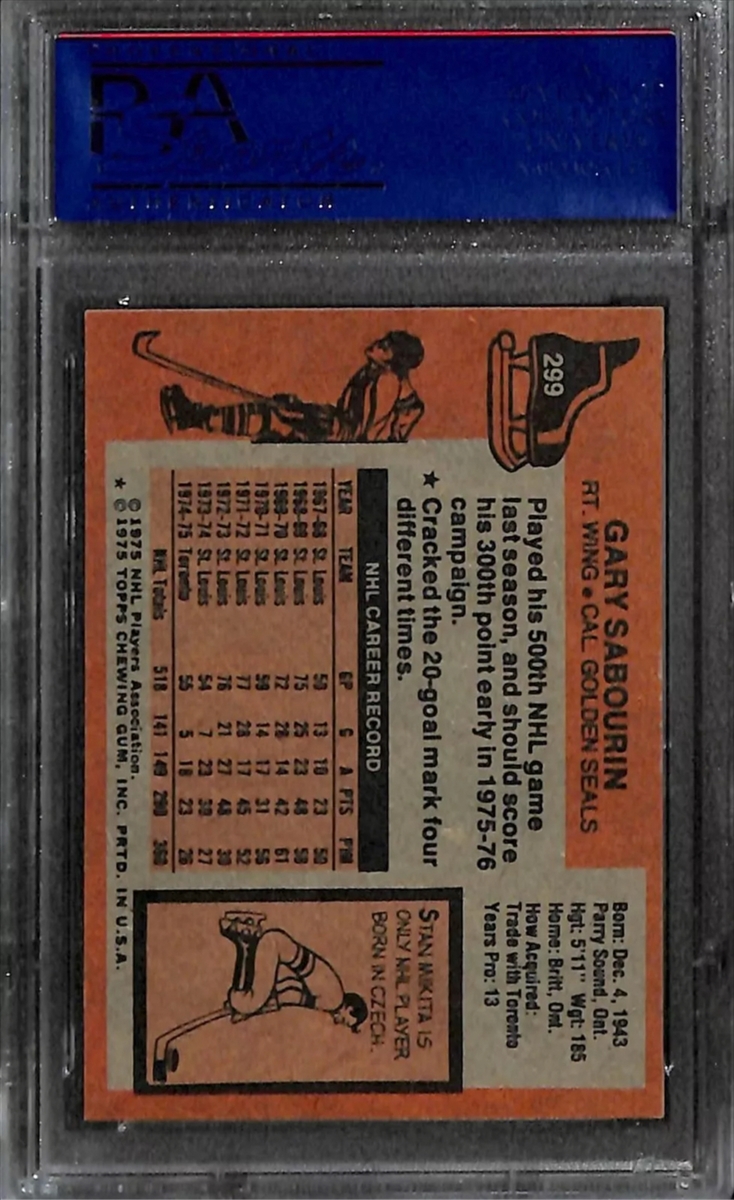 PSA
299
GARY SABOURIN
RT. WING • CAL. GOLDEN SEALS
Born: Dec. 4, 1943
Parry Sound, Ont.
Hgt: 5'11" Wgt: 185
Home: Britt, Ont.
How Acquired:
Trade with Toronto
Years Pro: 13
Played his 500th NHL game
last season, and should score
his 300th point early in 1975-76
campaign.
★ Cracked the 20-goal mark four
different times.
NHL CAREER RECORD
YEAR TEAM GP G A PTS PIM
1967-68 St. Louis 50 13 10 23 50
1968-69 St. Louis 75 25 23 48 58
1969-70 St. Louis 72 28 14 42 61
1970-71 St. Louis 59 14 17 31 56
1971-72 St. Louis 77 28 17 45 52
1972-73 St. Louis 76 21 27 48 30
1973-74 St. Louis 54 7 23 30 27
1974-75 Toronto 55 5 18 23 26
NHL Totals 518 141 149 290 360
STAN MIKITA IS
ONLY NHL PLAYER
BORN IN CZECH.
© 1975 NHL Players Association.
★ © 1975 TOPPS CHEWING GUM, INC. PRTD. IN U.S.A.